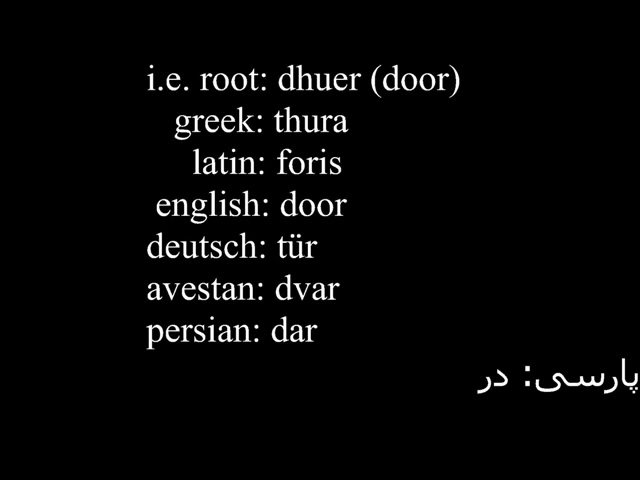 i.e. root: dhuer (door)
greek: thura
latin: foris
english: door
deutsch: tür
avestan: dvar
persian: dar
پارسی: در